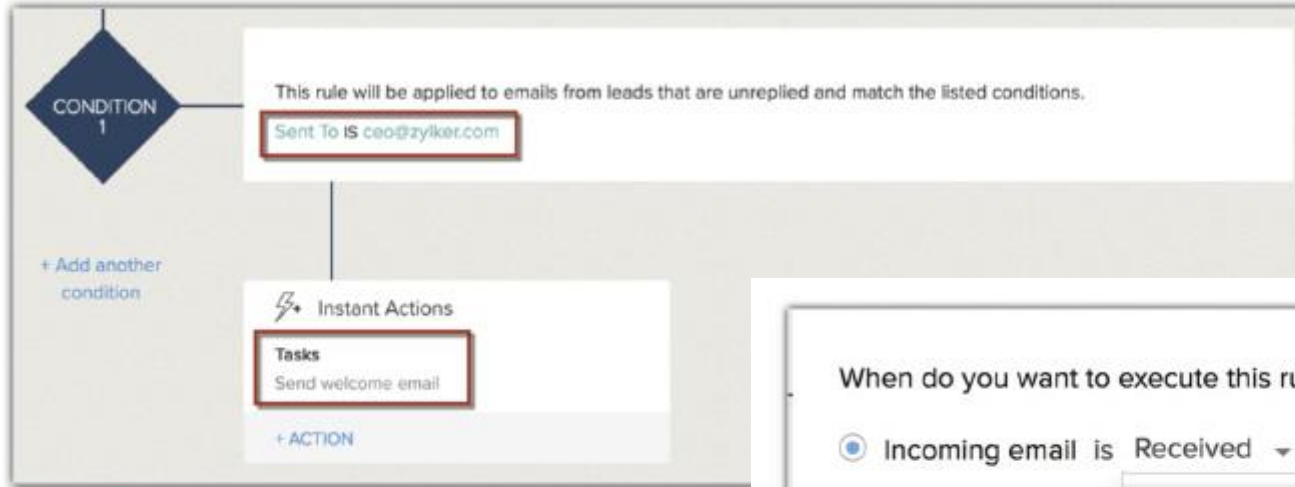 CONDITION
1
This rule will be applied to emails from leads that are unreplied and match the listed conditions.
Sent To IS ceo@zylker.com
+ Add another
condition
Instant Actions
Tasks
Send welcome email
+ ACTION
When do you want to execute this
Incoming email is Received